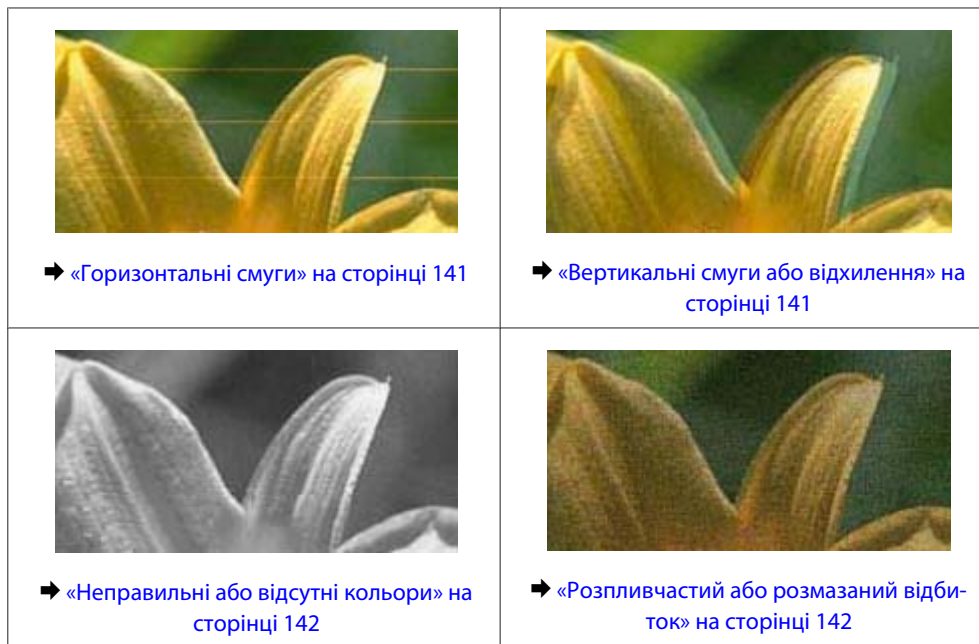 ➡ «Горизонтальні смуги» на сторінці 141
➡ «Вертикальні смуги або відхилення» на
сторінці 141
➡ «Неправильні або відсутні кольори» на
сторінці 142
➡ «Розпливчастий або розмазаний відби-
ток» на сторінці 142